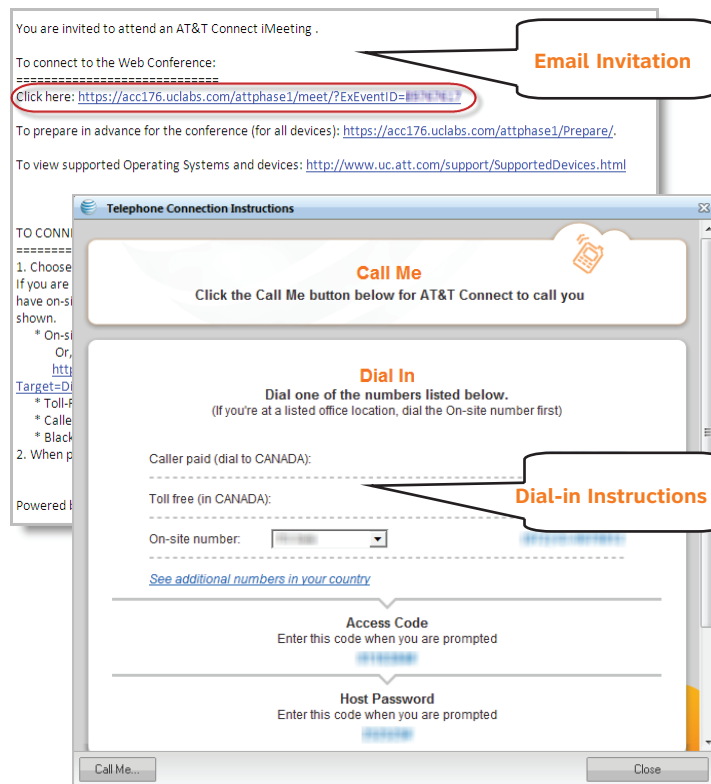 You are invited to attend an AT&T Connect iMeeting .
Email Invitation
To connect to the Web Conference:
=============================
Click here: https://acc176.uclabs.com/attphase1/meet/?ExEventID=
To prepare in advance for the conference (for all devices): https://acc176.uclabs.com/attphase1/Prepare/.
To view supported Operating Systems and devices: http://www.uc.att.com/support/SupportedDevices.html
TO CONN
=======
1. Choose
If you are
have on-si
shown.
* On-si
Or,
http
Target=Di
* Toll-F
* Calle
* Black
2. When p
Powered b
Telephone Connection Instructions
Call Me
Click the Call Me button below for AT&T Connect to call you
Dial In
Dial one of the numbers listed below.
(If you're at a listed office location, dial the On-site number first)
Caller paid (dial to CANADA):
Toll free (in CANADA):
Dial-in Instructions
On-site number:
See additional numbers in your country
Access Code
Enter this code when you are prompted
Host Password
Enter this code when you are prompted
Call Me...
Close